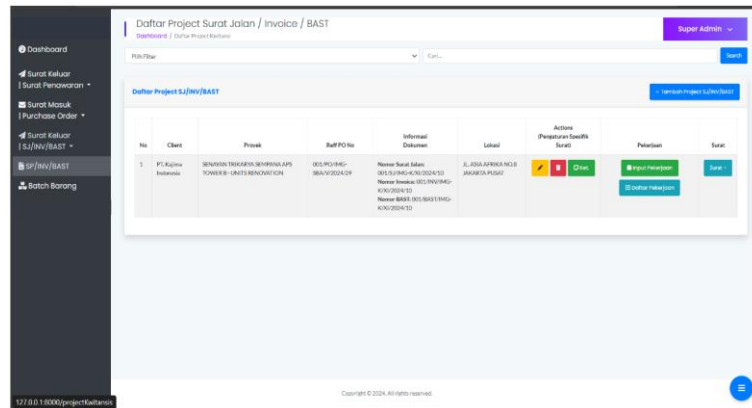 Daftar Project Surat Jalan / Invoice / BAST
Dashboard / Daftar Project Kwitansi
Super Admin
Dashboard
Surat Keluar
| Surat Penawaran
Surat Masuk
| Purchase Order
Surat Keluar
| SJ/INV/BAST
SP/INV/BAST
Batch Barang
Pilih Filter
Cari...
Search
Daftar Project SJ/INV/BAST
+ Tambah Project SJ/INV/BAST
No Client Proyek Reff PO No Informasi Dokumen Lokasi Actions (Pengaturan Spesifik Surat) Pekerjaan Surat
1 PT. Kajima Indonesia
SENAYAN TRIKARYA SEMPANA APS
TOWER B - UNITS RENOVATION
001/PO/IMG-
SBA/V/2024/29
Nomor Surat Jalan:
001/SJ/IMG-K/XI/2024/10
Nomor Invoice: 001/INV/IMG-
K/XI/2024/10
Nomor BAST: 001/BAST/IMG-
K/XI/2024/10
JL. ASIA AFRIKA NO.8
JAKARTA PUSAT
Input Pekerjaan
Daftar Pekerjaan
Surat
Copyright © 2024. All rights reserved.
127.0.0.1:8000/projectKwitansis